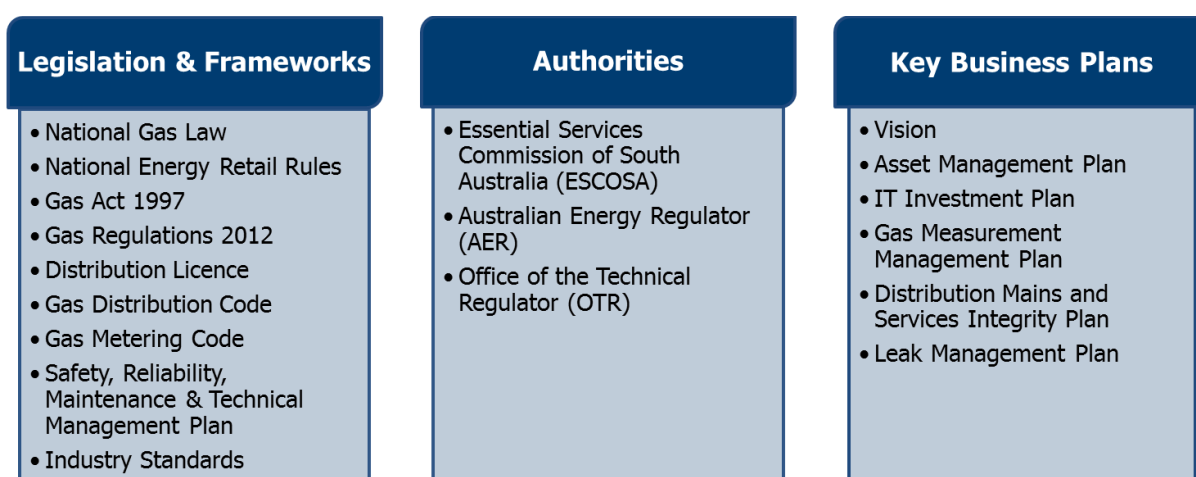 Legislation & Frameworks
• National Gas Law
• National Energy Retail Rules
• Gas Act 1997
• Gas Regulations 2012
• Distribution Licence
• Gas Distribution Code
• Gas Metering Code
• Safety, Reliability,
Maintenance & Technical
Management Plan
• Industry Standards
Authorities
• Essential Services
Commission of South
Australia (ESCOSA)
• Australian Energy Regulator
(AER)
• Office of the Technical
Regulator (OTR)
Key Business Plans
• Vision
• Asset Management Plan
• IT Investment Plan
• Gas Measurement
Management Plan
• Distribution Mains and
Services Integrity Plan
• Leak Management Plan